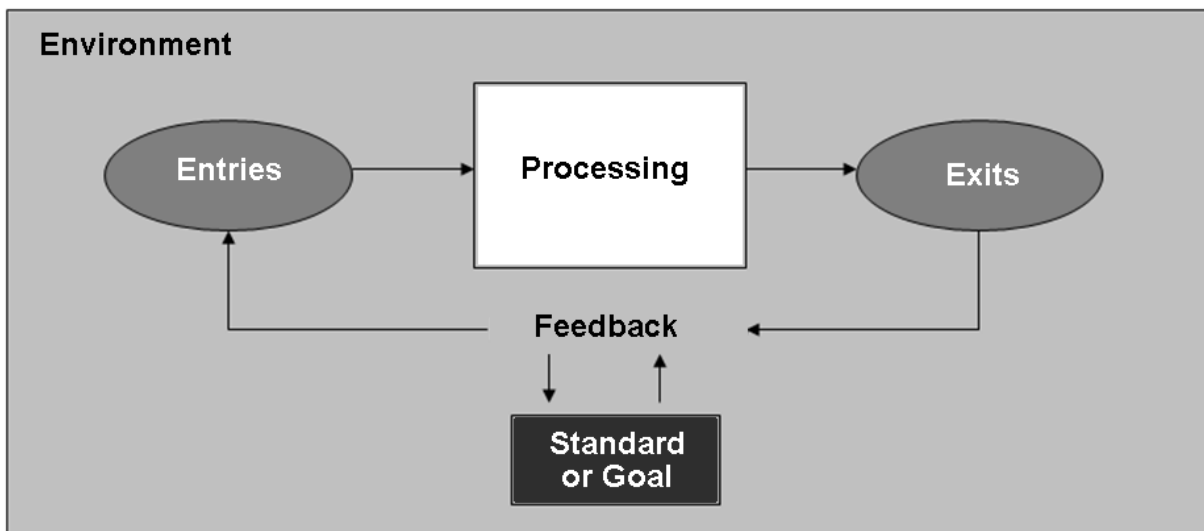 Environment
Entries
Processing
Exits
Feedback
Standard
or Goal